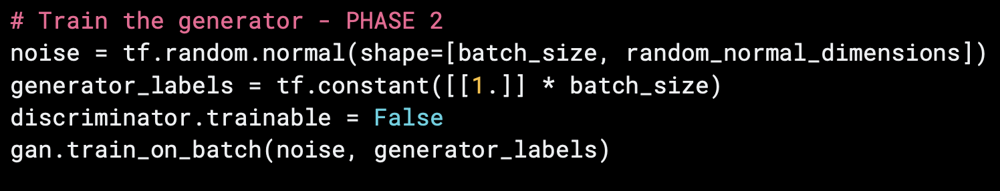 # Train the generator - PHASE 2
noise = tf.random.normal(shape=[batch_size, random_normal_dimensions])
generator_labels = tf.constant([[1.]] * batch_size)
discriminator.trainable = False
gan.train_on_batch(noise, generator_labels)